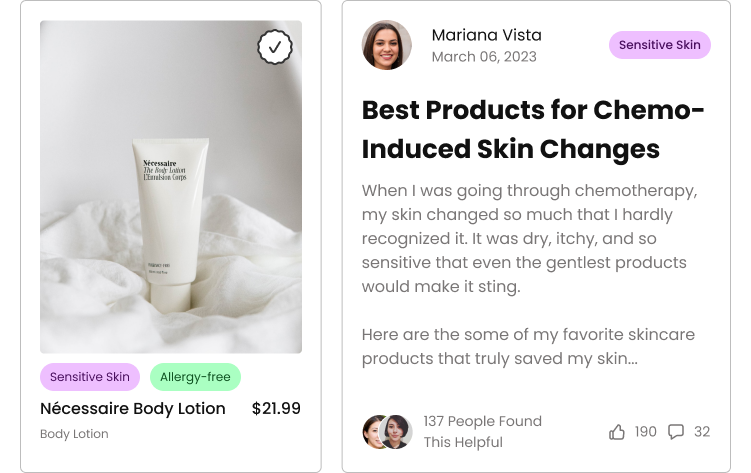 Nécessaire
The Body Lotion
L'Emulsion Corps
Sensitive Skin
Allergy-free
Nécessaire Body Lotion
$21.99
Body Lotion
Mariana Vista
March 06, 2023
Sensitive Skin
Best Products for Chemo-
Induced Skin Changes
When I was going through chemotherapy,
my skin changed so much that I hardly
recognized it. It was dry, itchy, and so
sensitive that even the gentlest products
would make it sting.
Here are the some of my favorite skincare
products that truly saved my skin...
137 People Found
This Helpful
190
32